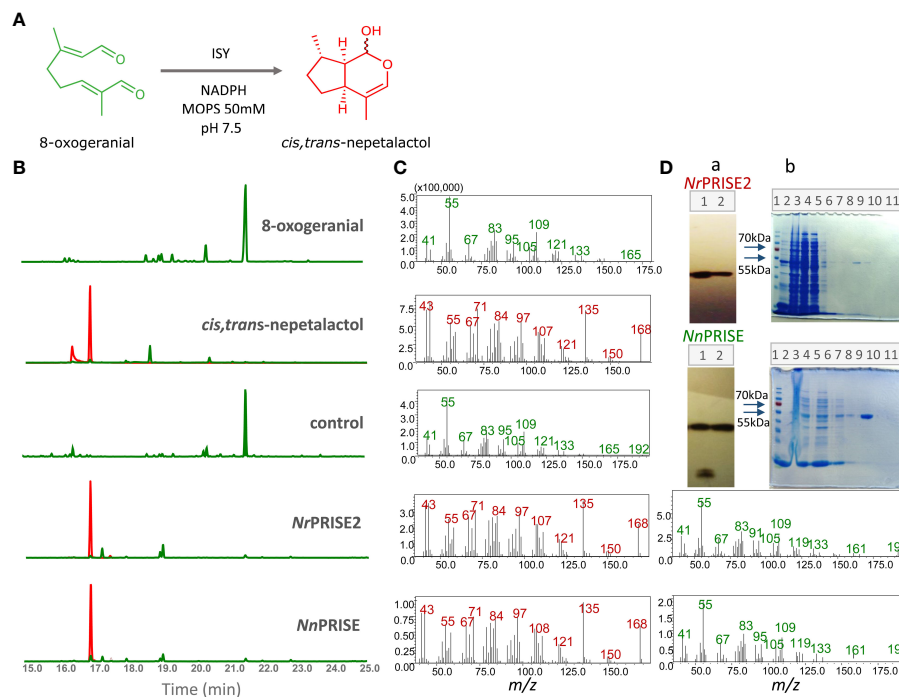 A
8-oxogeranial
ISY
NADPH
MOPS 50mM
pH 7.5
H
H
OH
O
O
O
cis,trans-nepetalactol
B
8-oxogeranial
cis,trans-nepetalactol
control
NrPRISE2
NnPRISE
15.0 16.0 17.0 18.0 19.0 20.0 21.0 22.0 23.0 24.0 25.0
Time (min)
C
(x100,000)
5.0 4.0 3.0 2.0 1.0 0.0
41 55 67 83 95 105 109 121 133 165
50.0 75.0 100.0 125.0 150.0 175.0
7.5 5.0 2.5 0.0
43 55 67 71 84 97 107 121 135 150 168
50.0 75.0 100.0 125.0 150.0
4.0 3.0 2.0 1.0 0.0
41 55 67 83 95 105 109 121 133 165 192
50.0 75.0 100.0 125.0 150.0 175.0
3.0 2.0 1.0 0.0
43 55 67 71 84 97 107 121 135 150 168
50.0 75.0 100.0 125.0 150.0
1.00 0.75 0.50 0.25 0.00
43 55 67 71 84 97 108 121 135 150 168
50.0 75.0 100.0 125.0 150.0
m/z
D
a
b
NrPRISE2
1 2
1 2 3 4 5 6 7 8 9 10 11
70kDa
55kDa
NnPRISE
1 2
1 2 3 4 5 6 7 8 9 10 11
70kDa
55kDa
5.0 2.5 0.0
41 55 67 83 91 105 109 119 133 161 19
50.0 75.0 100.0 125.0 150.0 175.0
2.0 1.0 0.0
41 55 67 83 95 105 109 121 133 161 19
50.0 75.0 100.0 125.0 150.0 175.0
m/z